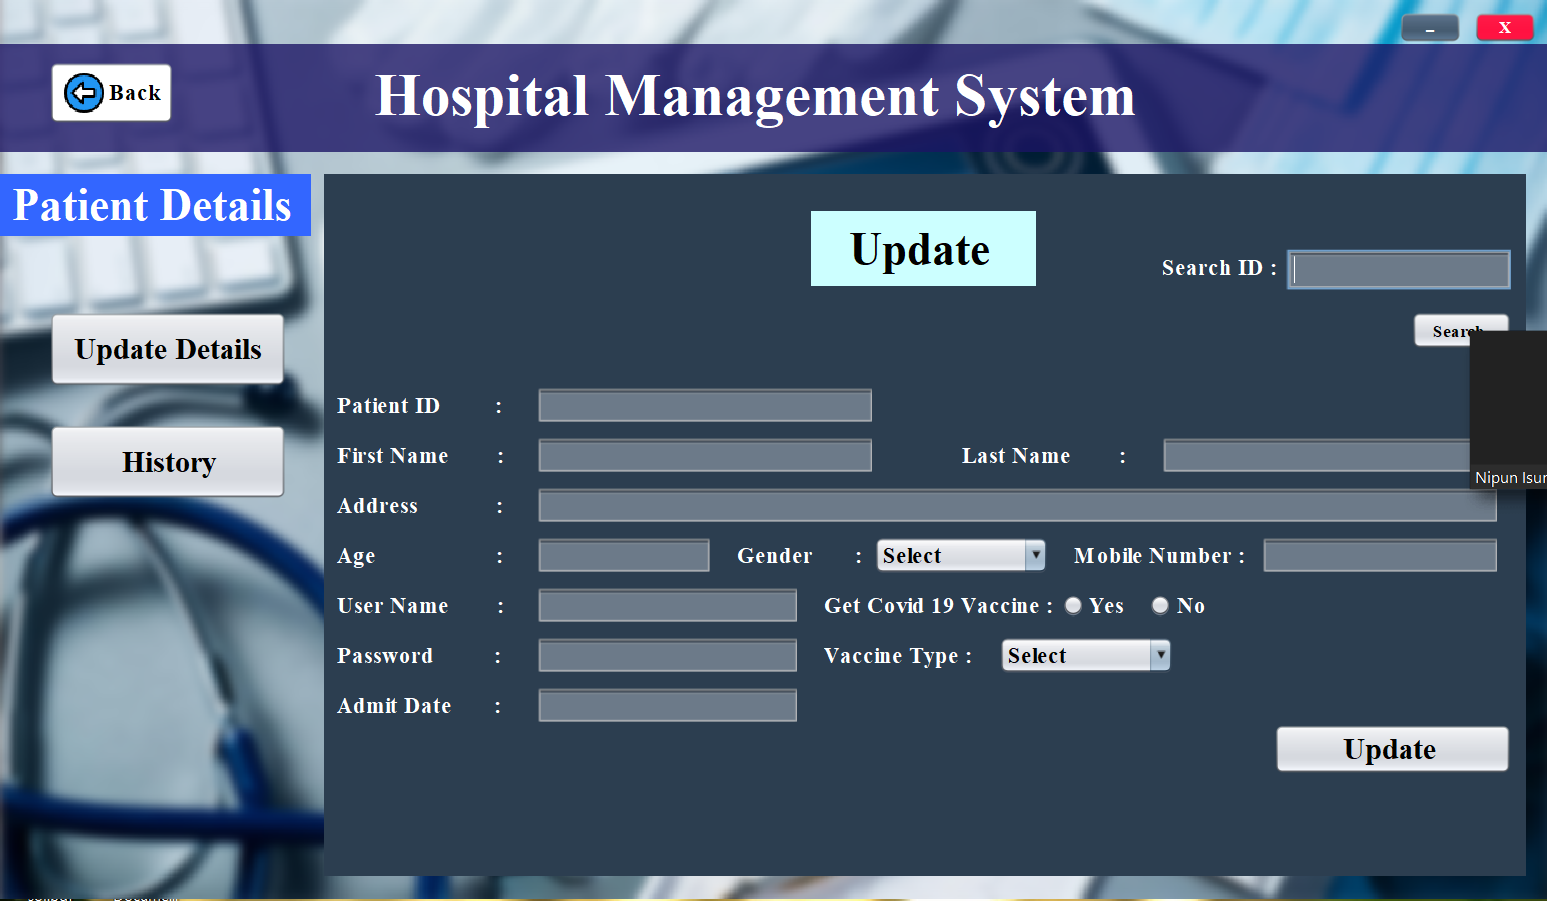 – X
Back
Hospital Management System
Patient Details
Update
Search ID :
Search
Update Details
History
Patient ID :
First Name : Last Name :
Address :
Age : Gender : Select Mobile Number :
User Name : Get Covid 19 Vaccine : Yes No
Password : Vaccine Type : Select
Admit Date :
Update
Nipun